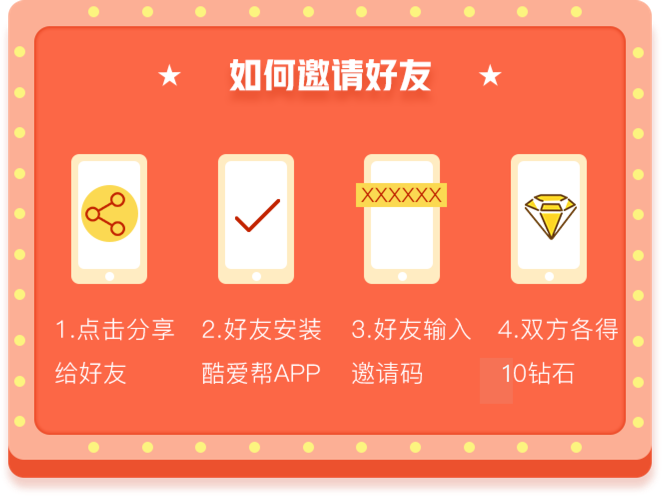 如何邀请好友
XXXXXX
1.点击分享
给好友
2.好友安装
酷爱帮APP
3.好友输入
邀请码
4.双方各得
10钻石